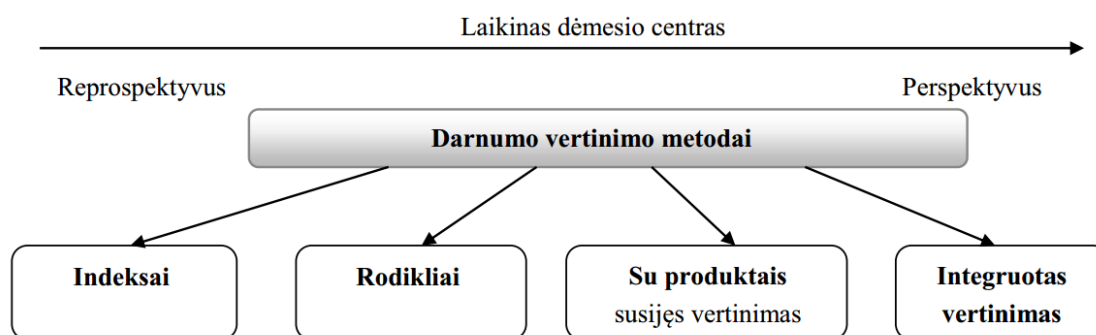 Laikinas dėmesio centras
Reprospektyvus
Perspektyvus
Darnumo vertinimo metodai
Indeksai
Rodikliai
Su produktais
susijęs vertinimas
Integruotas
vertinimas